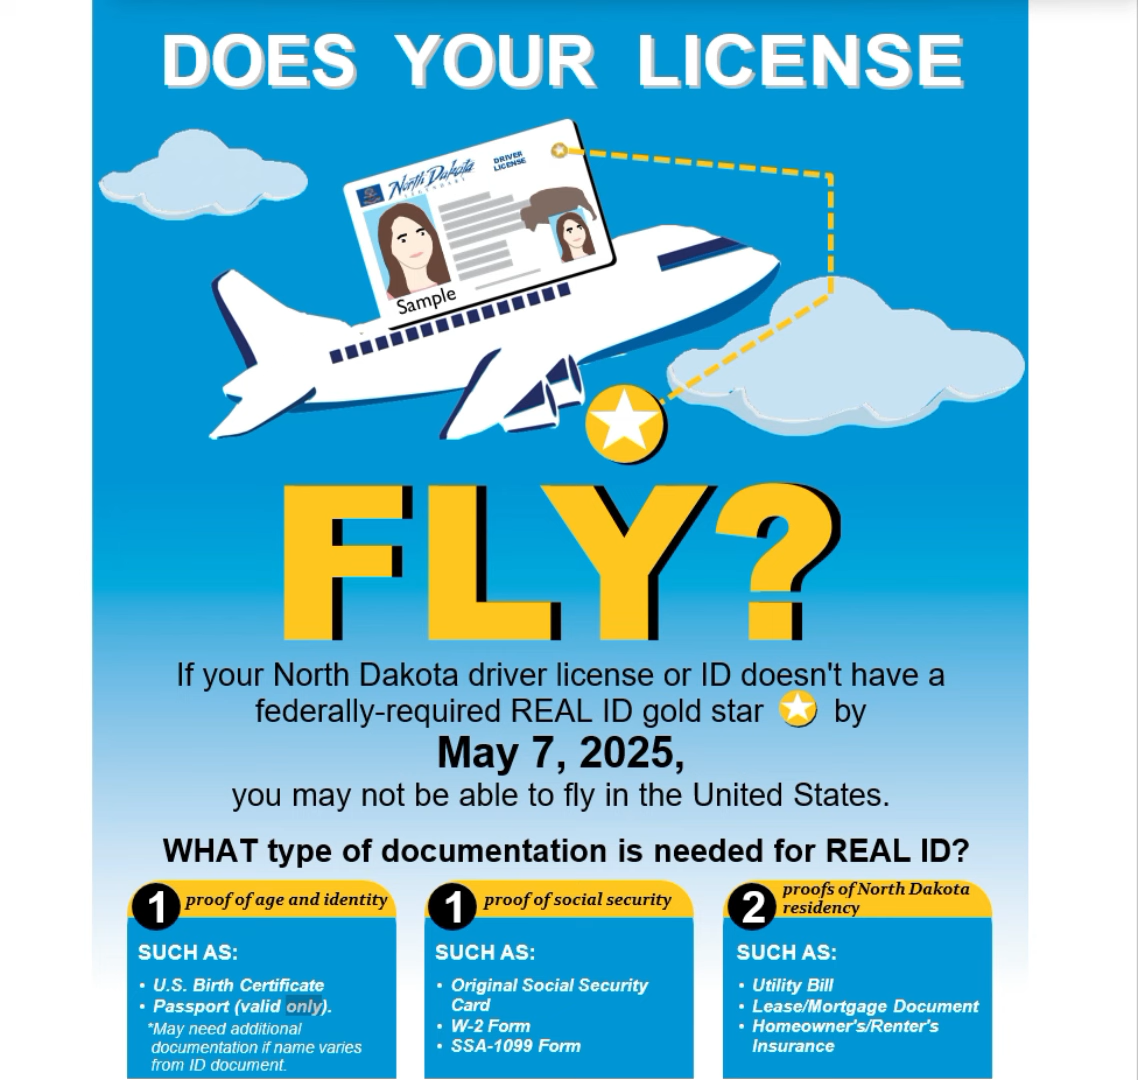 DOES YOUR LICENSE
North Dakota
LEGENDARY
DRIVER
LICENSE
Sample
FLY?
If your North Dakota driver license or ID doesn't have a
federally-required REAL ID gold star by
May 7, 2025,
you may not be able to fly in the United States.
WHAT type of documentation is needed for REAL ID?
1 proof of age and identity
SUCH AS:
• U.S. Birth Certificate
• Passport (valid only).
*May need additional
documentation if name varies
from ID document.
1 proof of social security
SUCH AS:
• Original Social Security
Card
• W-2 Form
• SSA-1099 Form
2 proofs of North Dakota
residency
SUCH AS:
• Utility Bill
• Lease/Mortgage Document
• Homeowner's/Renter's
Insurance